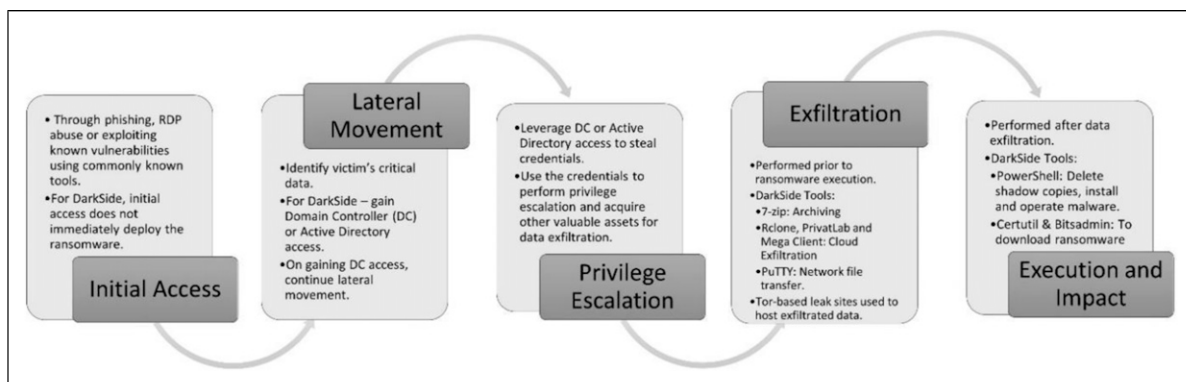 • Through phishing, RDP
abuse or exploiting
known vulnerabilities
using commonly known
tools.
• For DarkSide, initial
access does not
immediately deploy the
ransomware.
Initial Access
Lateral
Movement
• Identify victim's critical
data.
• For DarkSide – gain
Domain Controller (DC)
or Active Directory
access.
• On gaining DC access,
continue lateral
movement.
• Leverage DC or Active
Directory access to steal
credentials.
• Use the credentials to
perform privilege
escalation and acquire
other valuable assets for
data exfiltration.
Privilege
Escalation
Exfiltration
• Performed prior to
ransomware execution.
• DarkSide Tools:
• 7-zip: Archiving
• Rclone, PrivatLab and
Mega Client: Cloud
Exfiltration
• PuTTY: Network file
transfer.
• Tor-based leak sites used to
host exfiltrated data.
• Performed after data
exfiltration.
• DarkSide Tools:
• PowerShell: Delete
shadow copies, install
and operate malware.
• Certutil & Bitsadmin: To
download ransomware
Execution and
Impact